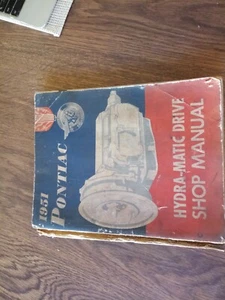 1951
PONTIAC
HYDRA-MATIC DRIVE
SHOP MANUAL